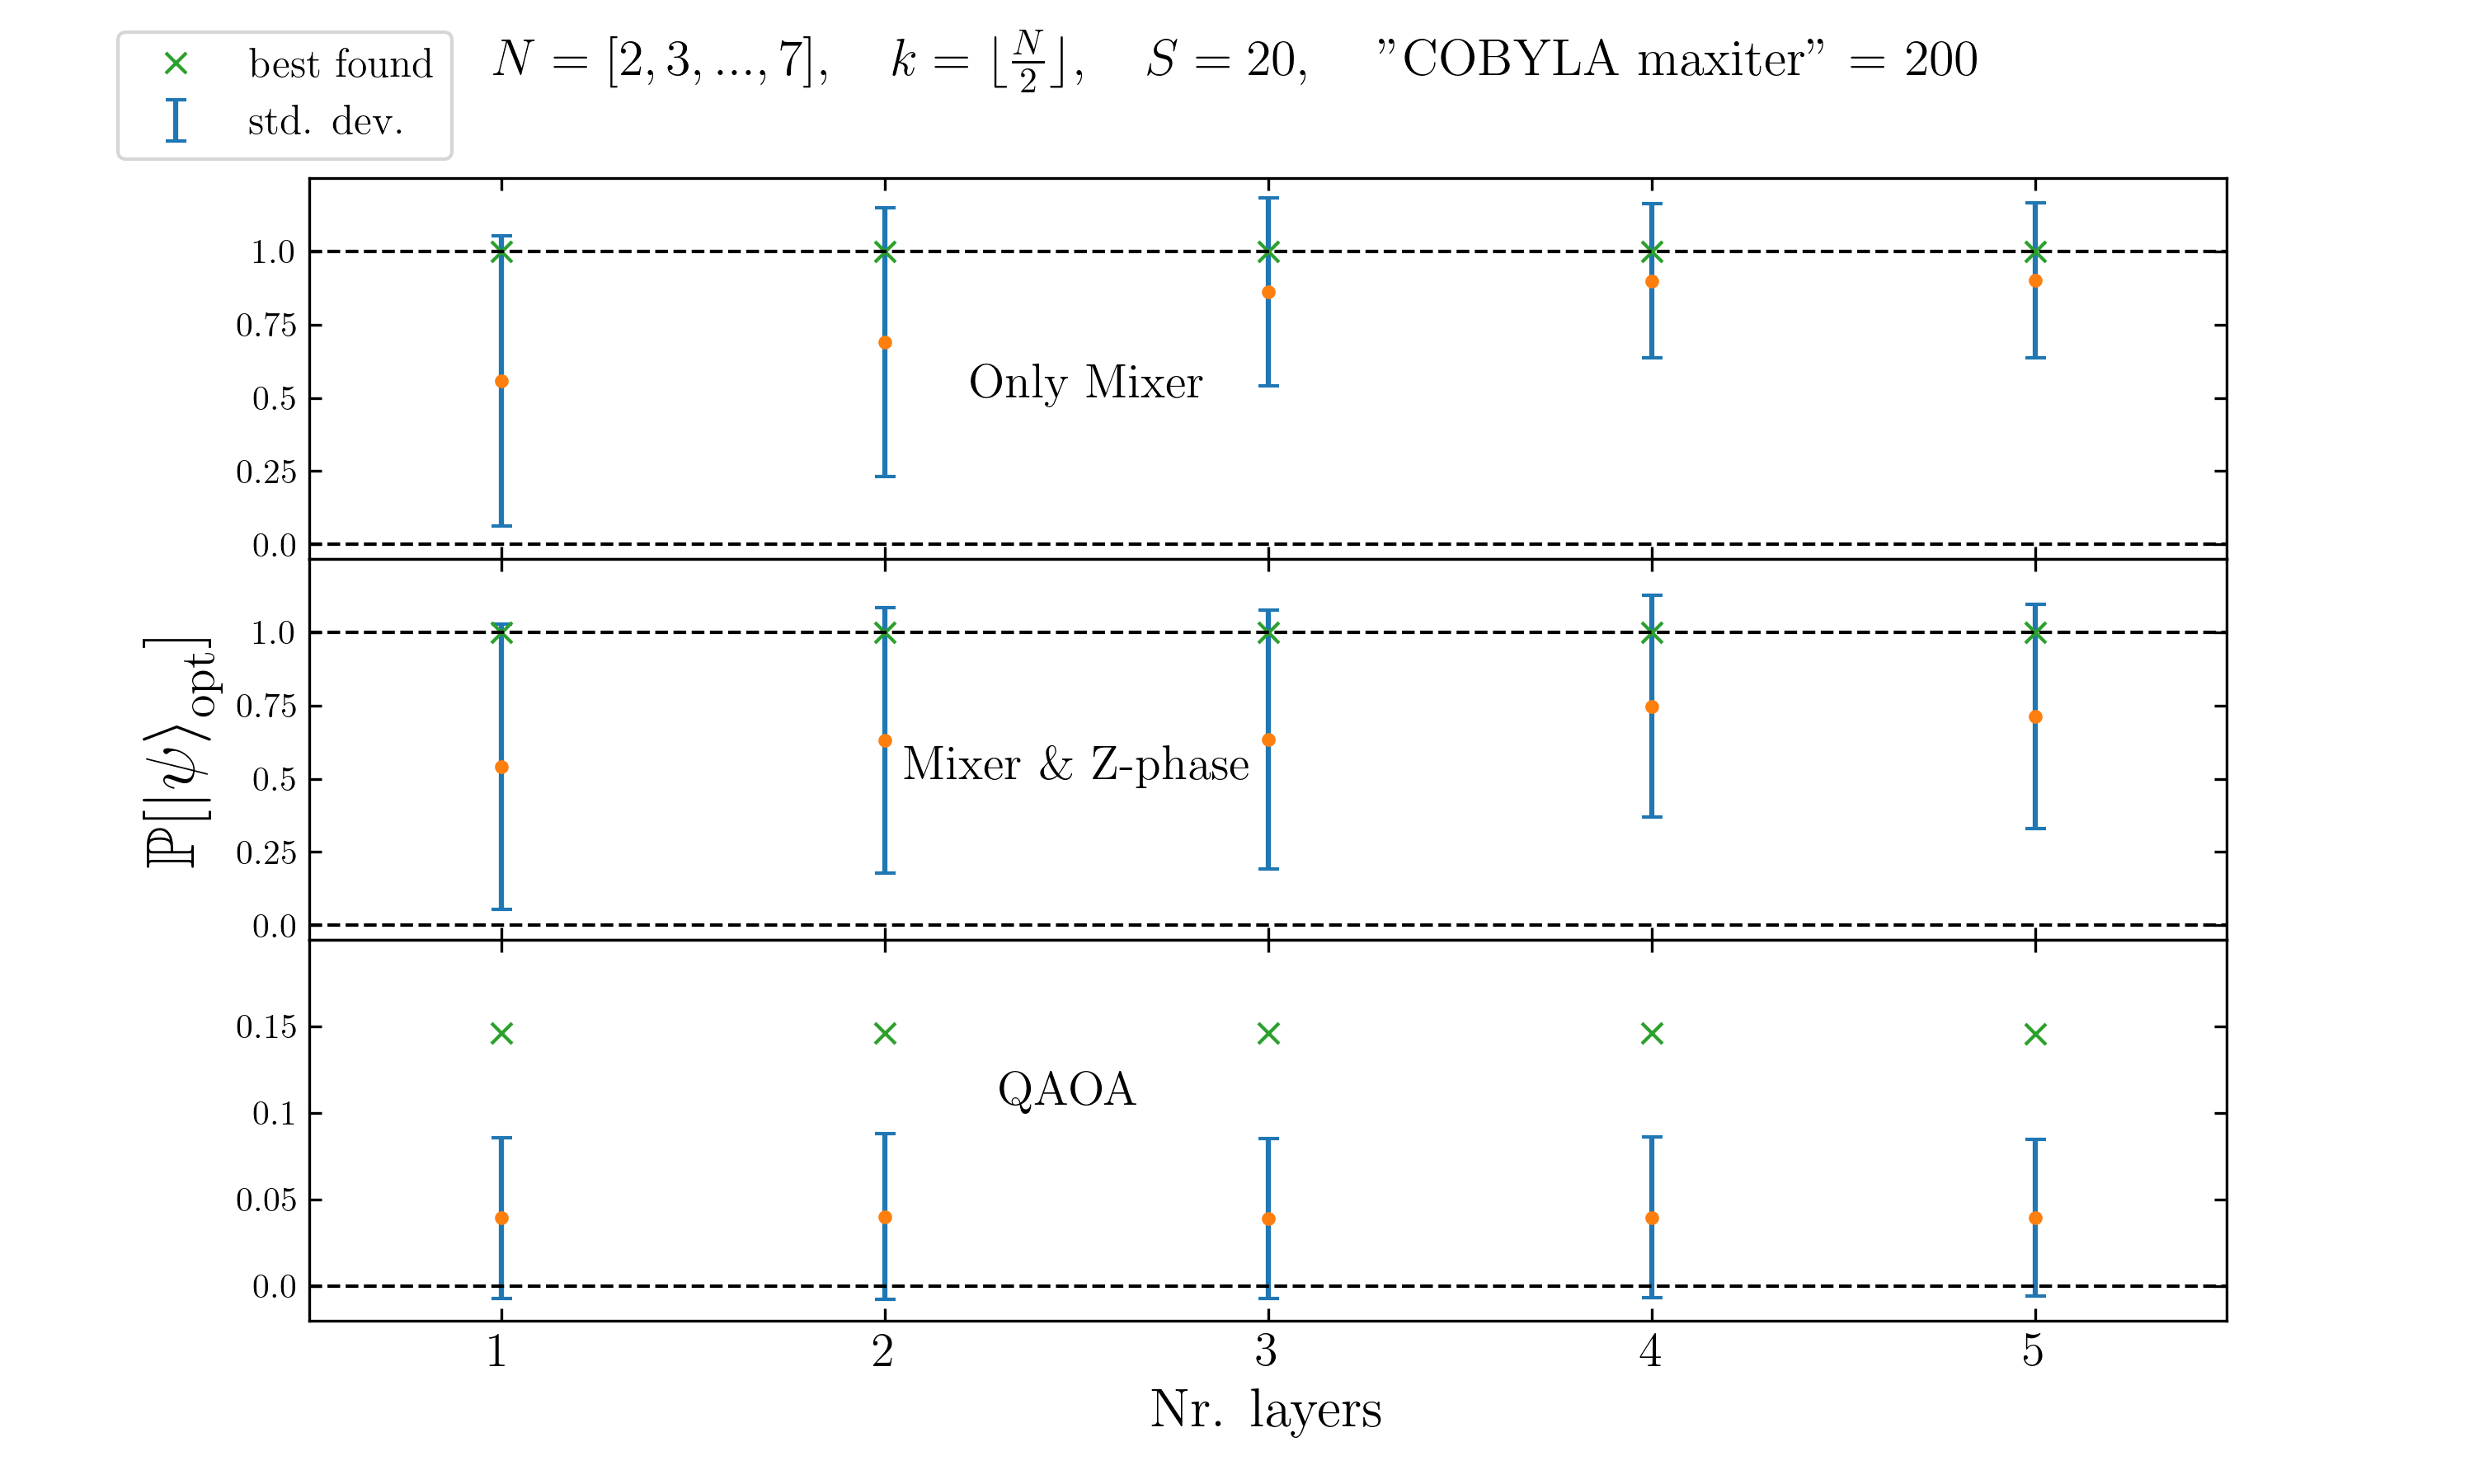 best found
std. dev.
N = [2, 3, ..., 7], k = ⌊N/2⌋, S = 20, ”COBYLA maxiter” = 200
1.0
0.75
0.5
0.25
0.0
Only Mixer
1.0
0.75
0.5
0.25
0.0
Mixer & Z-phase
0.15
0.1
0.05
0.0
QAOA
ℙ[|ψ⟩opt]
1 2 3 4 5
Nr. layers